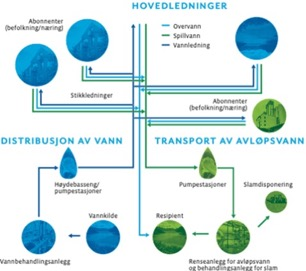 HOVEDLEDNINGER
Abonnenter
(befolkning/næring)
Overvann
Spillvann
Vannledning
Stikkledninger
Abonnenter
(befolkning/næring)
DISTRIBUSJON AV VANN
TRANSPORT AV AVLØPSVANN
Høydebasseng/
pumpestasjoner
Pumpestasjoner
Slamdisponering
Vannkilde
Resipient
Vannbehandlingsanlegg
Renseanlegg for avløpsvann
og behandlingsanlegg for slam